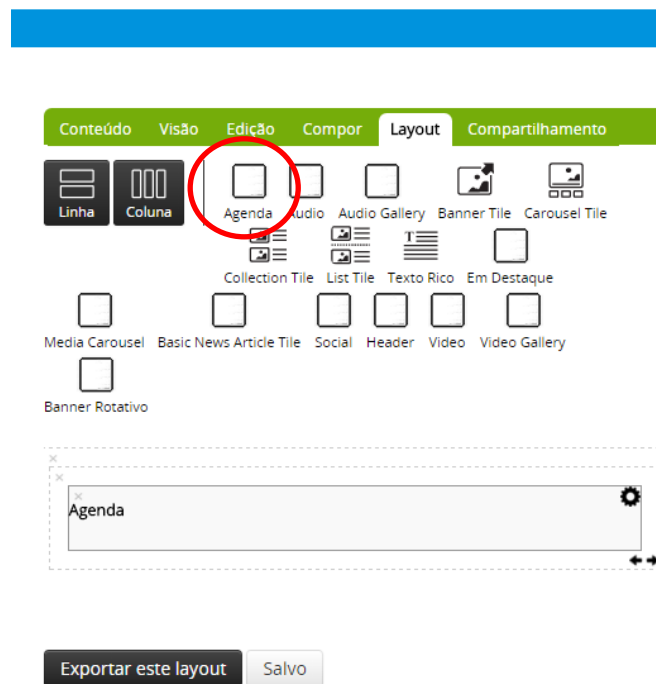 Conteúdo Visão Edição Compor Layout Compartilhamento
Linha Coluna Agenda Audio Audio Gallery Banner Tile Carousel Tile
Collection Tile List Tile Texto Rico Em Destaque
Media Carousel Basic News Article Tile Social Header Video Video Gallery
Banner Rotativo
Agenda
Exportar este layout Salvo